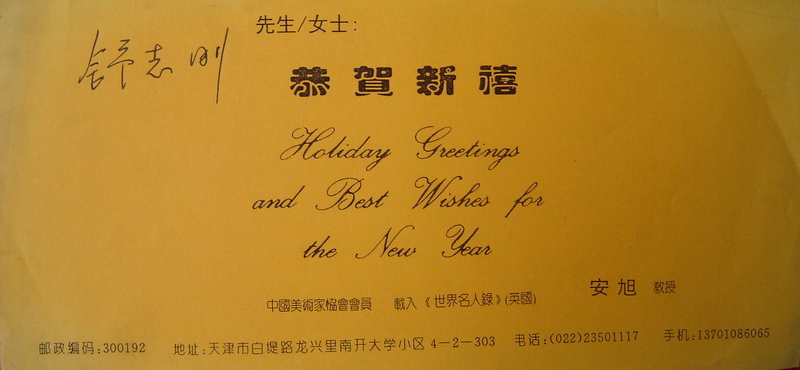 舒志刚 先生/女士:
恭賀新禧
Holiday Greetings
and Best Wishes for
the New Year
安旭 教授
中國美術家協會會員 載入《世界名人錄》(英國)
邮政编码:300192 地址:天津市白堤路龙兴里南开大学小区4-2-303 电话:(022)23501117 手机:13701086065